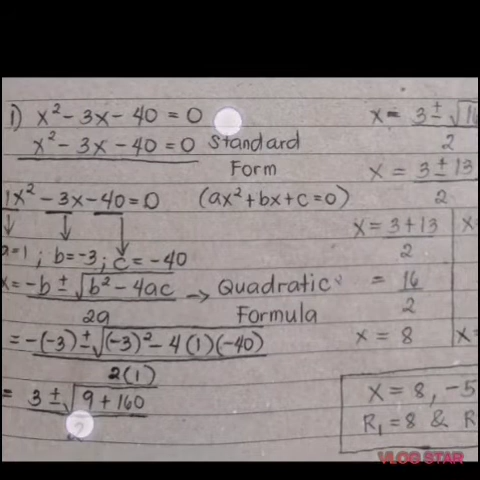 1) x² - 3x - 40 = 0
x² - 3x - 40 = 0 Standard
Form
1x² - 3x - 40 = 0 (ax² + bx + c = 0)
a=1 ; b=-3 ; c = -40
x = -b ± √b² - 4ac → Quadratic
2a Formula
= -(-3) ± √(-3)² - 4(1)(-40)
2(1)
= 3 ± √9 + 160
2
x = 3 ± √
2
x = 3 ± 13
2
x = 3 + 13
2
= 16
2
x = 8
x = 8, -5
R₁ = 8 & R
VLOG STAR